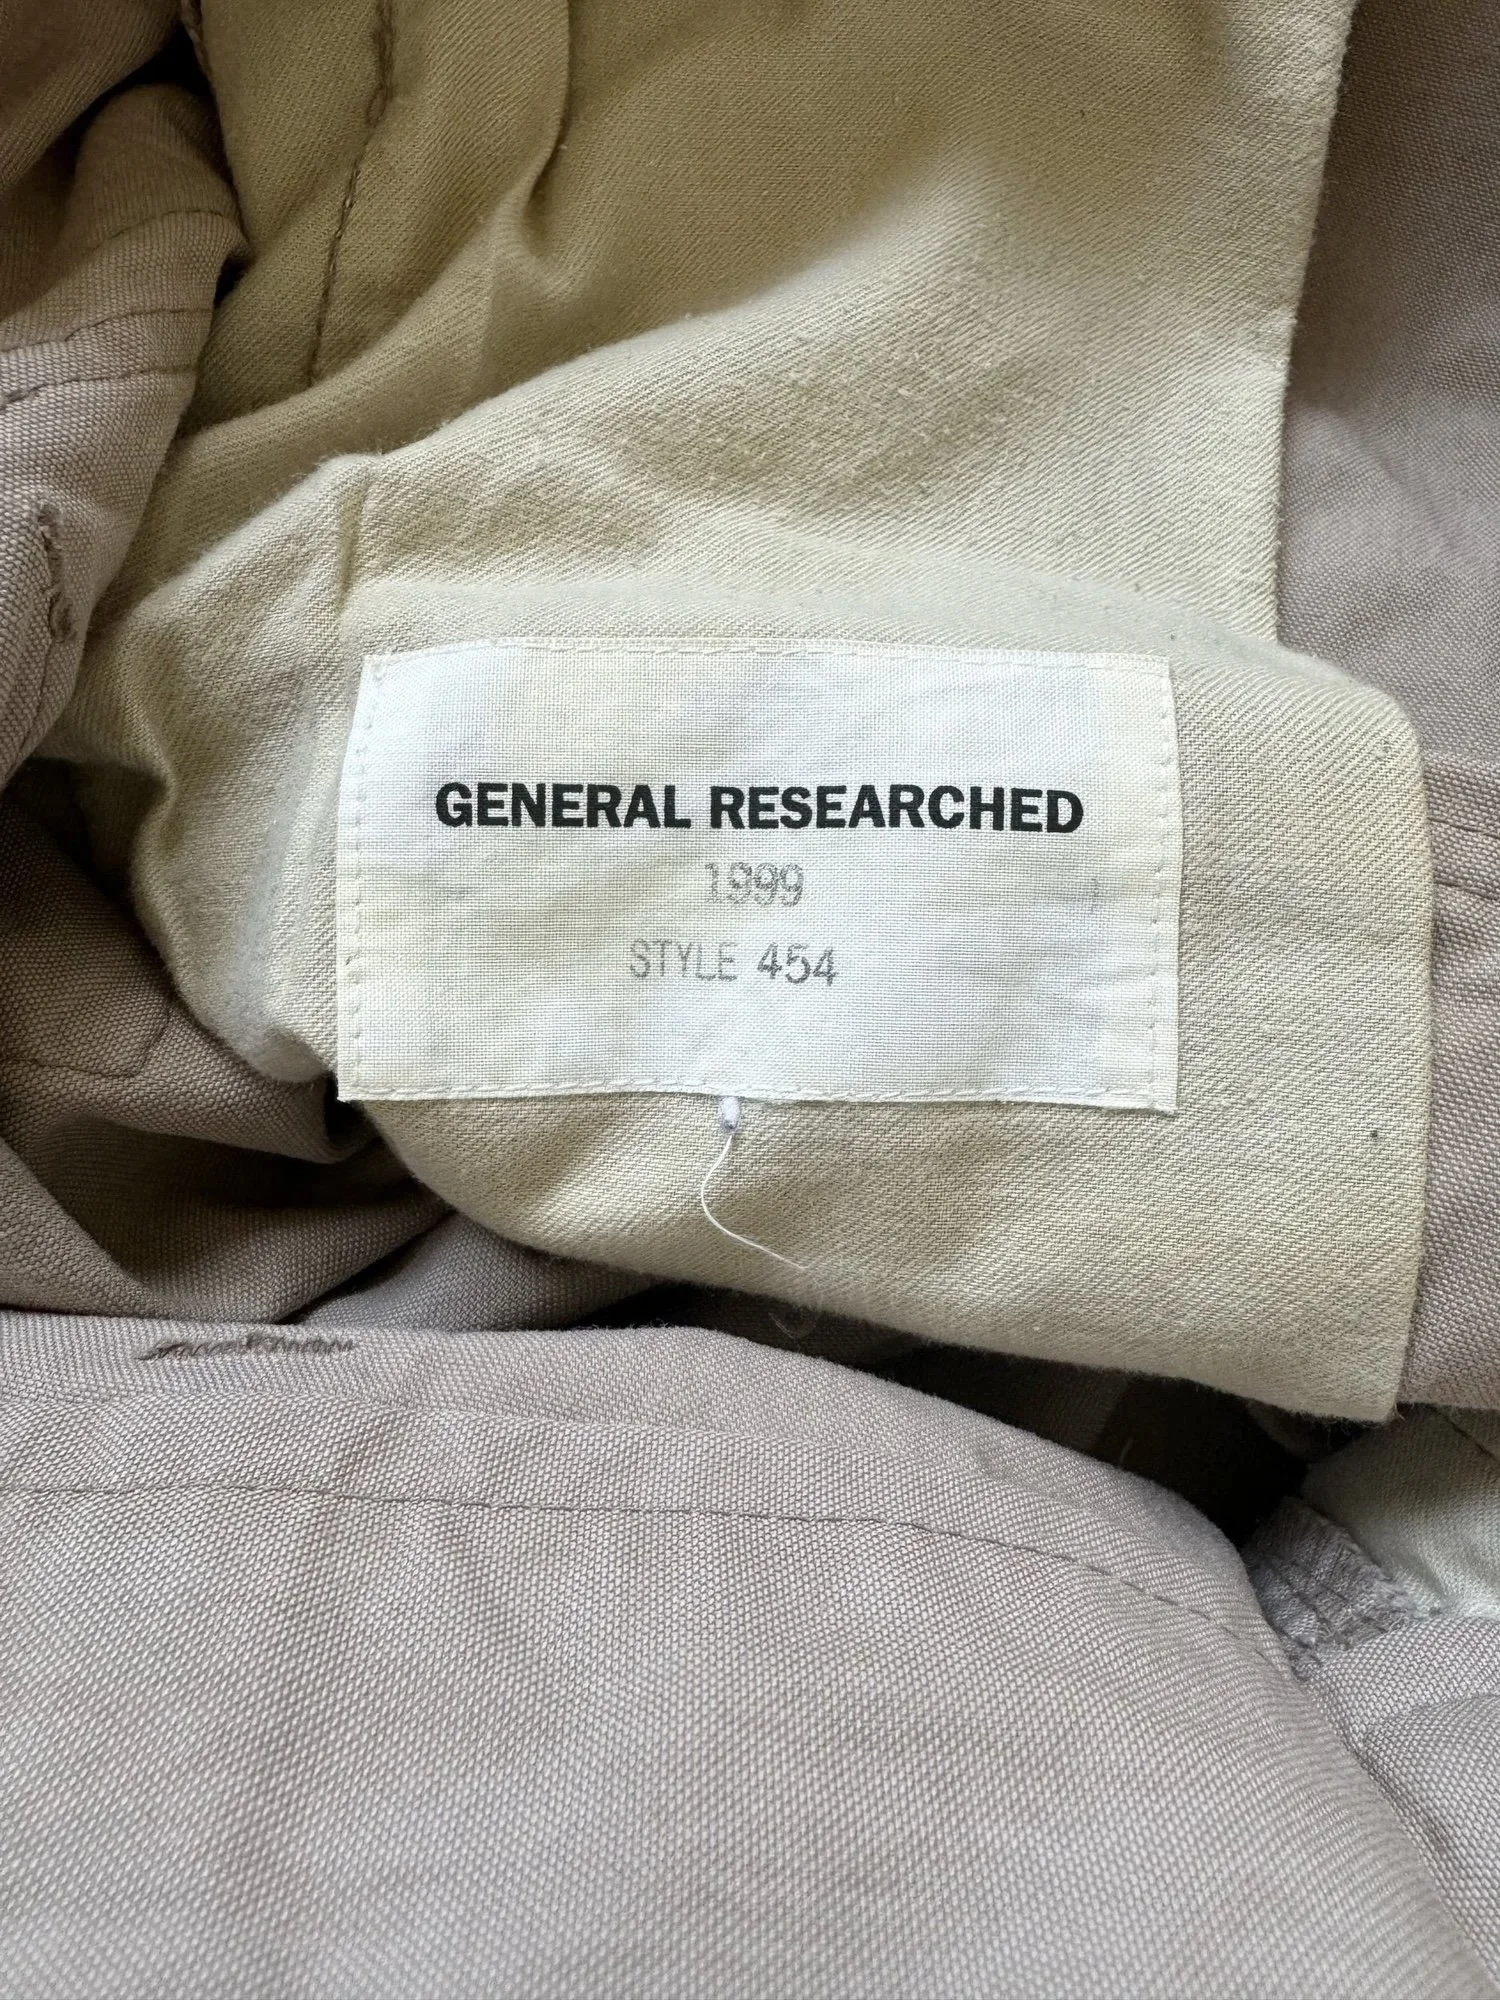 GENERAL RESEARCHED
1999
STYLE 454